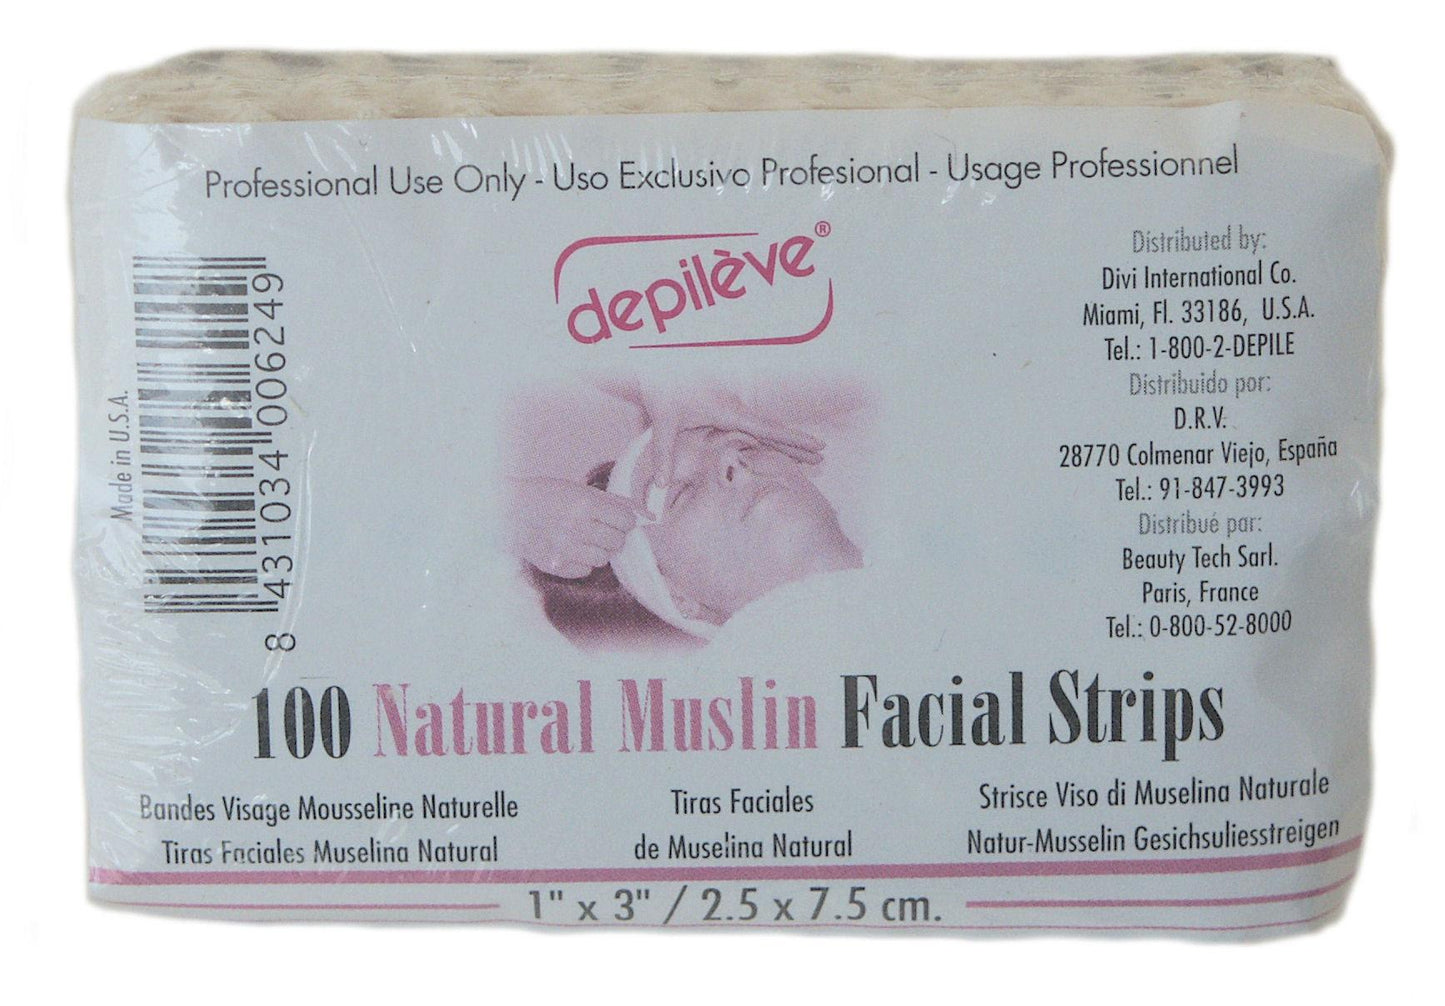 Professional Use Only - Uso Exclusivo Profesional - Usage Professionnel
depilève®
Made in U.S.A.
8 431034 006249
Distributed by:
Divi International Co.
Miami, Fl. 33186, U.S.A.
Tel.: 1-800-2-DEPILE
Distribuido por:
D.R.V.
28770 Colmenar Viejo, España
Tel.: 91-847-3993
Distribué par:
Beauty Tech Sarl.
Paris, France
Tel.: 0-800-52-8000
100 Natural Muslin Facial Strips
Bandes Visage Mousseline Naturelle
Tiras Faciales Muselina Natural
Tiras Faciales
de Muselina Natural
Strisce Viso di Muselina Naturale
Natur-Musselin Gesichsuliesstreigen
1" x 3" / 2.5 x 7.5 cm.